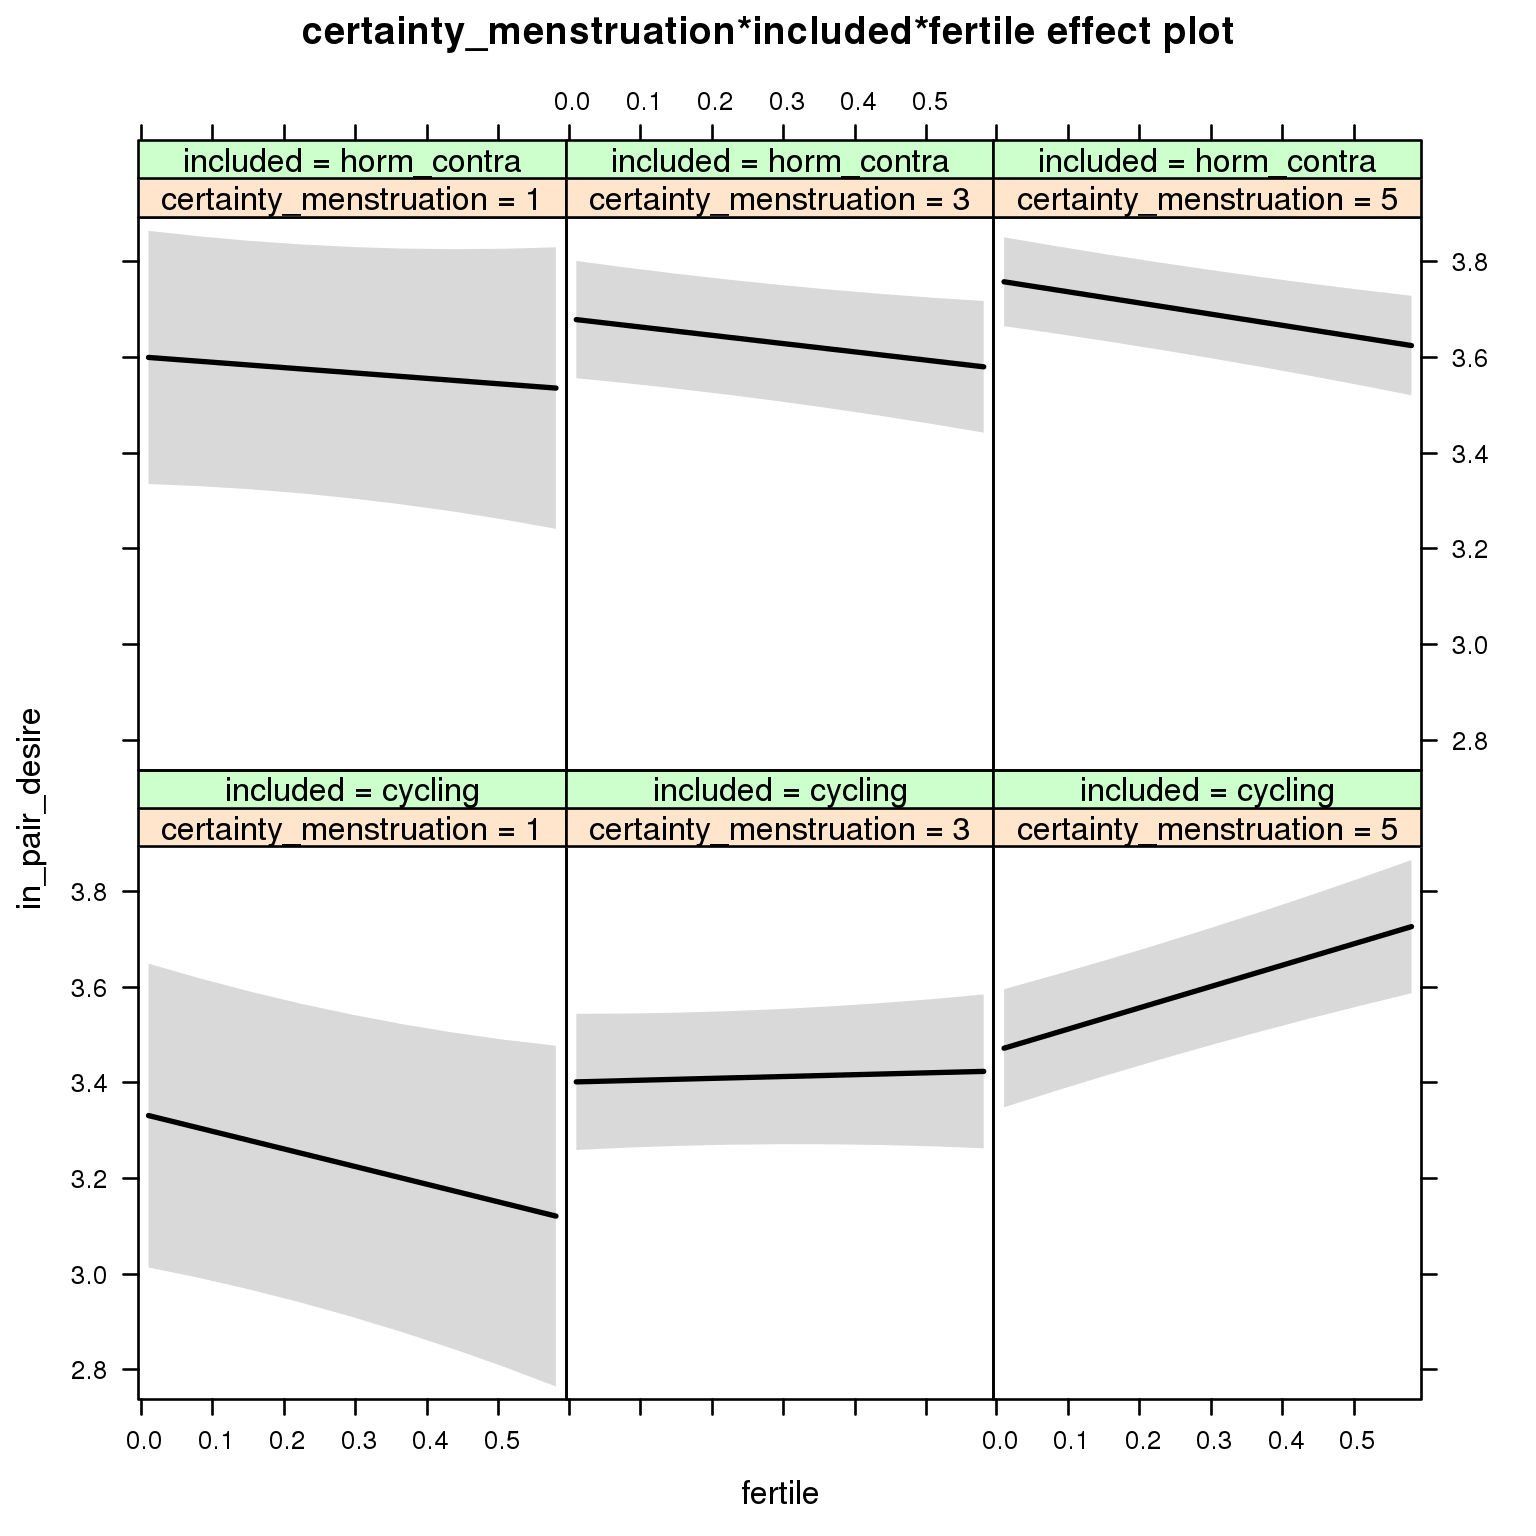 certainty_menstruation*included*fertile effect plot
0.0 0.1 0.2 0.3 0.4 0.5
included = horm_contra included = horm_contra included = horm_contra
certainty_menstruation = 1 certainty_menstruation = 3 certainty_menstruation = 5
3.8
3.6
3.4
3.2
3.0
2.8
in_pair_desire
included = cycling included = cycling included = cycling
certainty_menstruation = 1 certainty_menstruation = 3 certainty_menstruation = 5
3.8
3.6
3.4
3.2
3.0
2.8
0.0 0.1 0.2 0.3 0.4 0.5 0.0 0.1 0.2 0.3 0.4 0.5
fertile